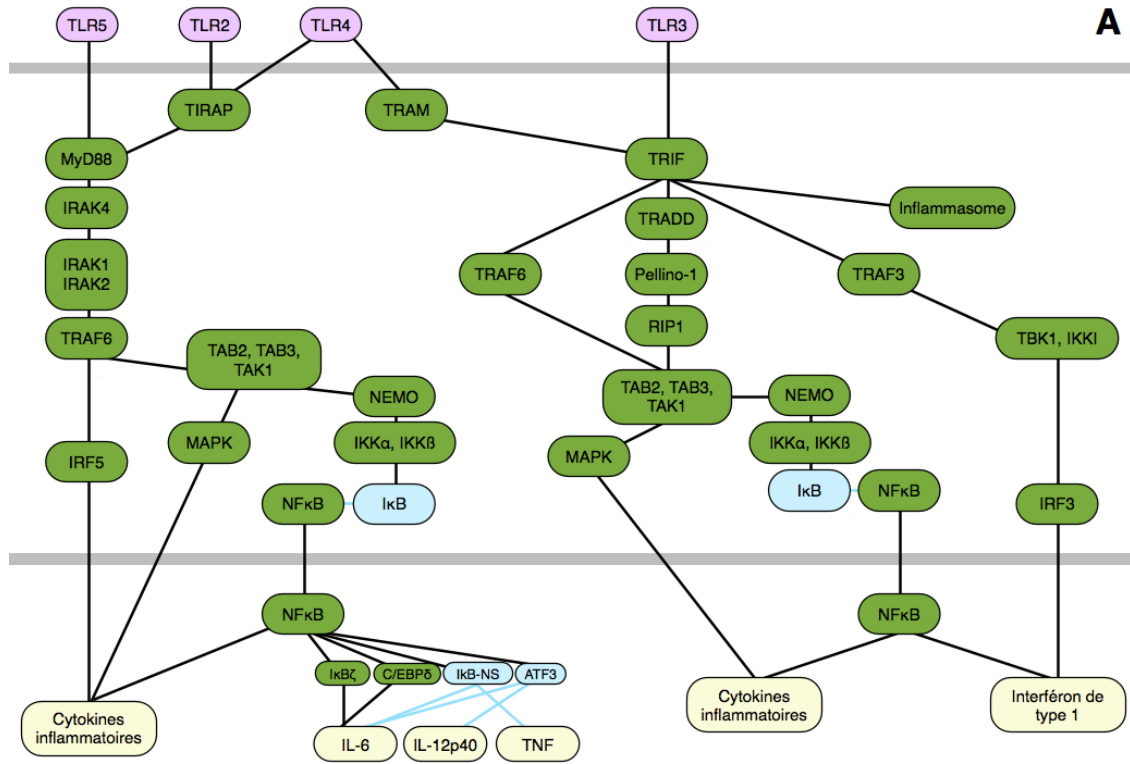 A
TLR5
TLR2
TLR4
TLR3
TIRAP
TRAM
MyD88
TRIF
IRAK4
Inflammasome
TRADD
IRAK1
IRAK2
TRAF6
Pellino-1
TRAF3
TRAF6
RIP1
TBK1, IKKI
TAB2, TAB3,
TAK1
TAB2, TAB3,
TAK1
NEMO
NEMO
MAPK
IKKα, IKKß
IKKα, IKKß
MAPK
IRF5
NFκB
IκB
IκB
NFκB
IRF3
NFκB
NFκB
IκBζ
C/EBPδ
IkB-NS
ATF3
Cytokines
inflammatoires
IL-6
IL-12p40
TNF
Cytokines
inflammatoires
Interféron de
type 1